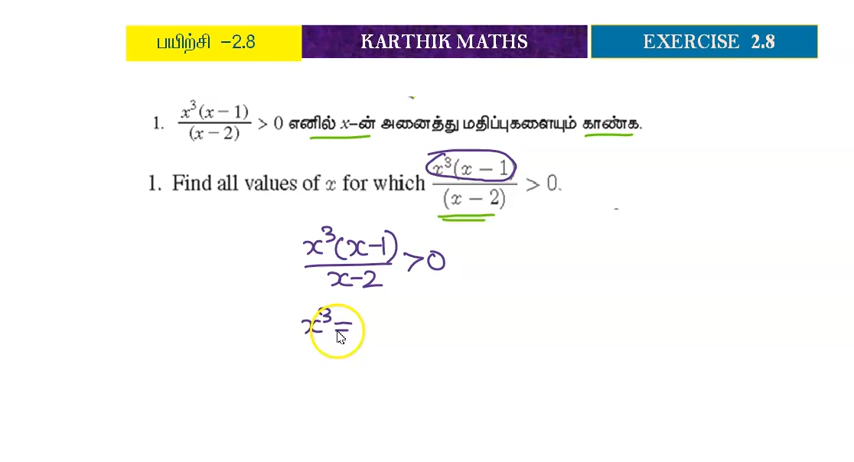 பயிற்சி –2.8 KARTHIK MATHS EXERCISE 2.8
1. x³(x − 1)/(x − 2) > 0 எனில் x–ன் அனைத்து மதிப்புகளையும் காண்க.
1. Find all values of x for which x³(x − 1)/(x − 2) > 0.
x³(x-1)/x-2 > 0
x³ =